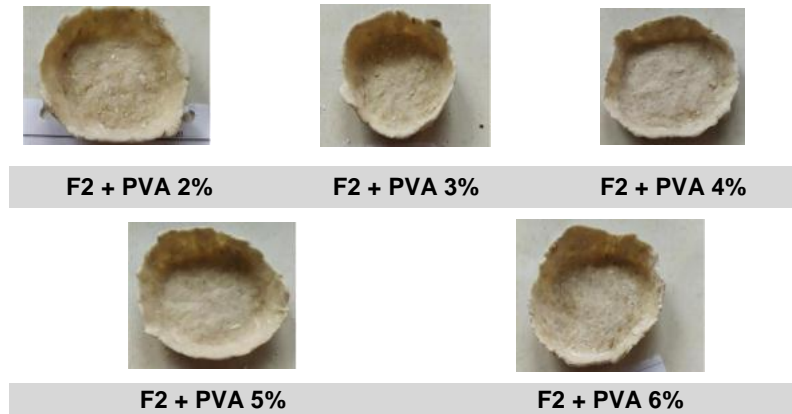 F2 + PVA 2% F2 + PVA 3% F2 + PVA 4%
F2 + PVA 5% F2 + PVA 6%